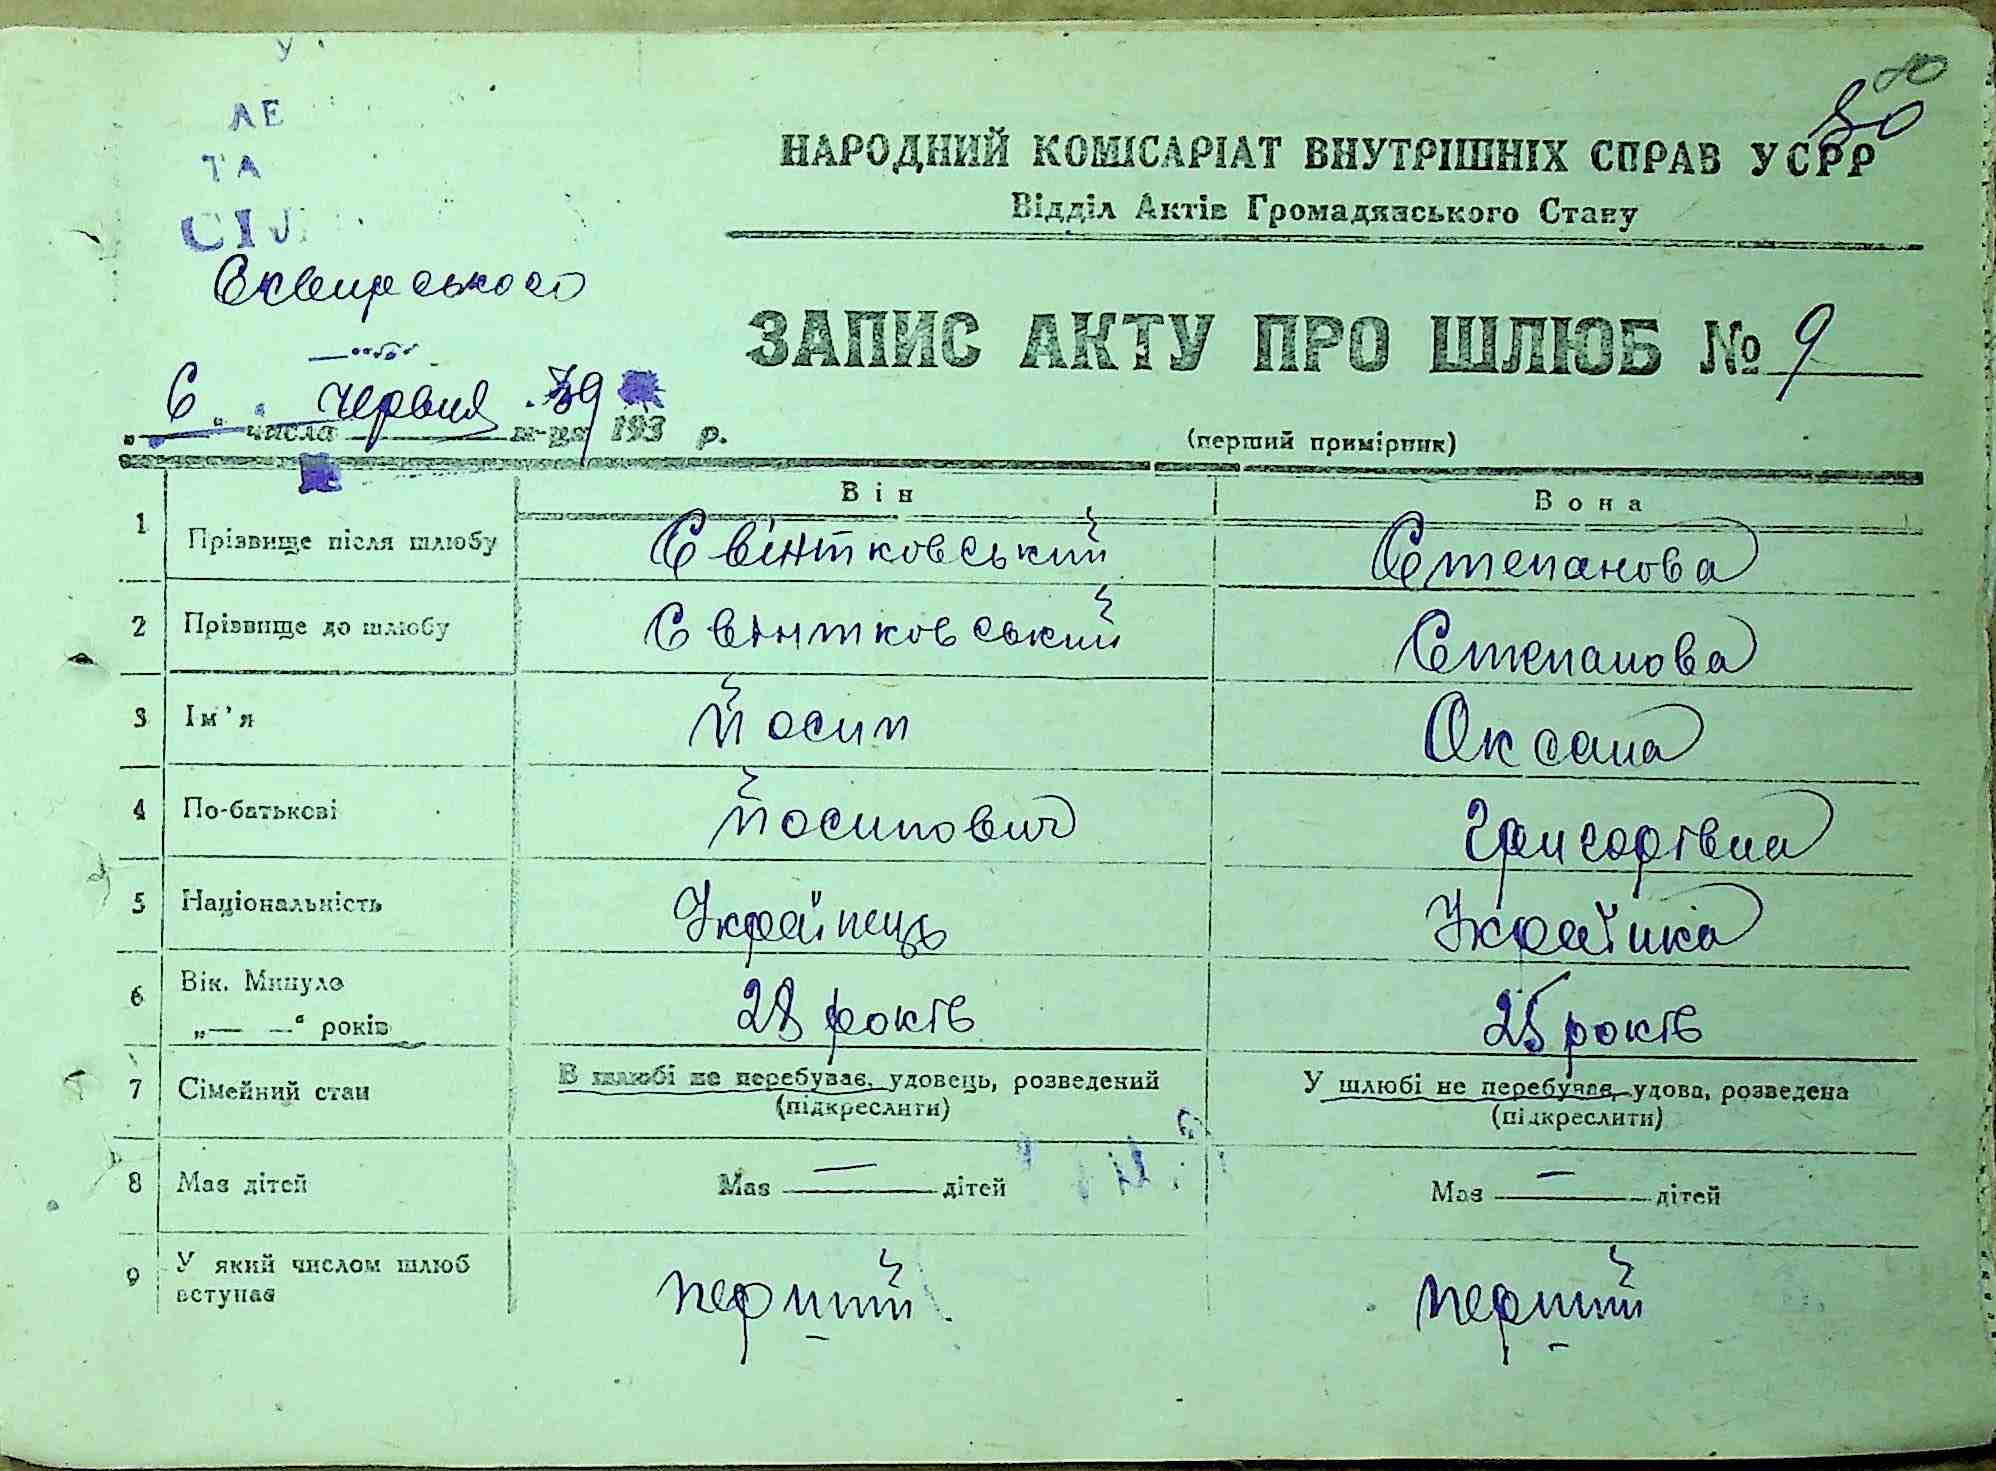 АЕ
ТА
80
НАРОДНИЙ КОМІСАРІАТ ВНУТРІШНІХ СПРАВ УСРР
Відділ Актів Громадянського Стану
ЗАПИС АКТУ ПРО ШЛЮБ № 9
6 числа червня м-ця 39 193 р.
(перший примірник)
Він Вона
1 Прізвище після шлюбу Свінтковський Степанова
2 Прізвище до шлюбу Свінтковський Степанова
3 Ім'я Йосип Оксана
4 По-батькові Йосипович Григорівна
5 Національність Українець Українка
6 Вік. Минуло „— —“ років 28 років 25 років
7 Сімейний стан В шлюбі не перебуває, удовець, розведений У шлюбі не перебуває, удова, розведена
(підкреслити) (підкреслити)
8 Має дітей Має — дітей Має — дітей
9 У який числом шлюб вступає перший перший